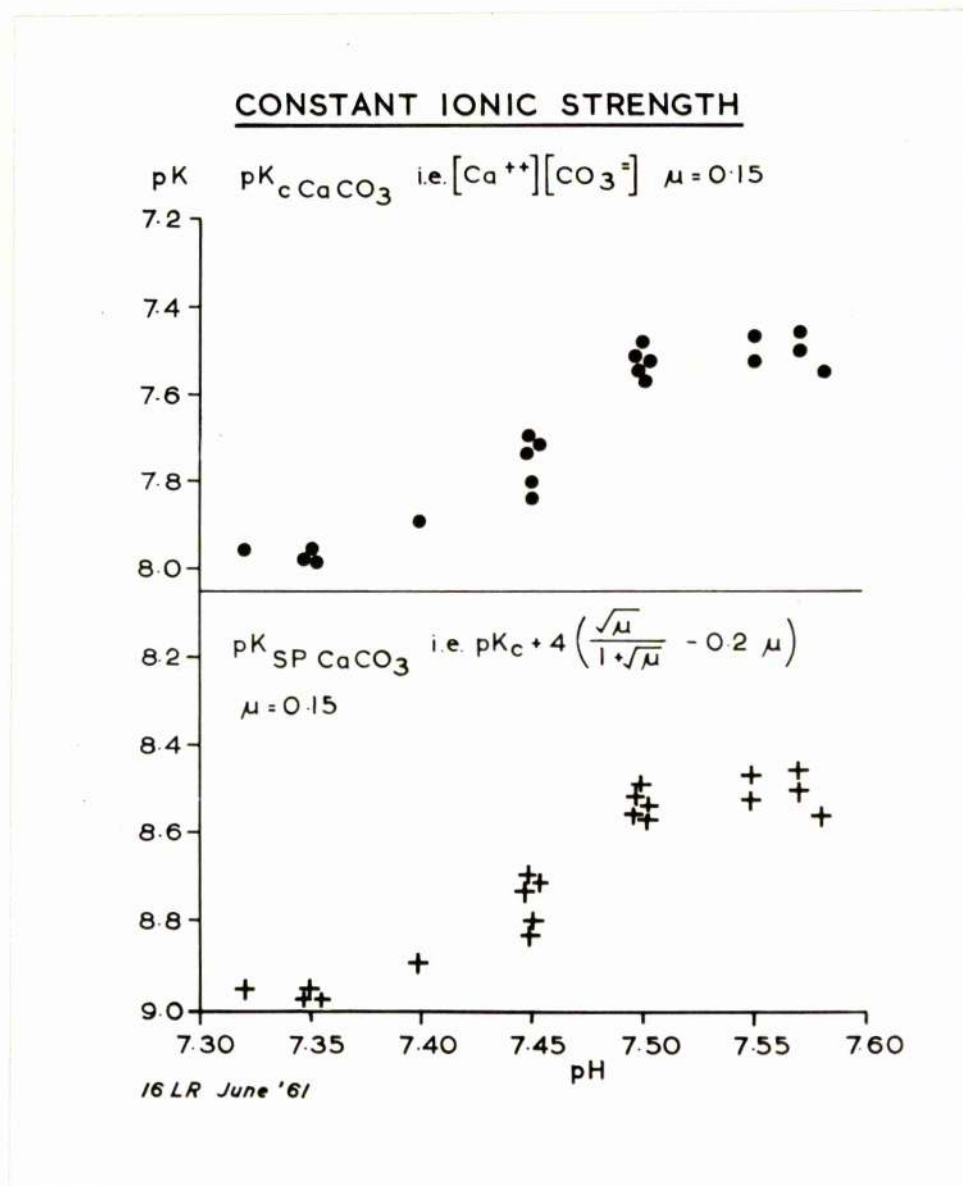 CONSTANT IONIC STRENGTH
pK pKc CaCO3 i.e. [Ca++][CO3=] μ = 0·15
7.2
7.4
7.6
7.8
8.0
pKSP CaCO3 i.e. pKc + 4 (√μ / 1+√μ - 0.2 μ)
8.2
μ = 0.15
8.4
8.6
8.8
9.0
7.30 7.35 7.40 7.45 7.50 7.55 7.60
pH
16 LR June '61